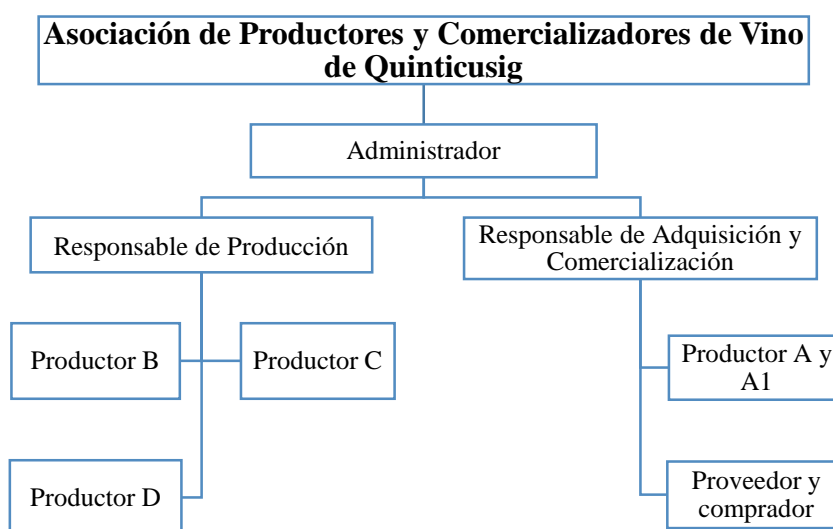 Asociación de Productores y Comercializadores de Vino
de Quinticusig
Administrador
Responsable de Producción
Responsable de Adquisición y
Comercialización
Productor B
Productor C
Productor A y
A1
Productor D
Proveedor y
comprador